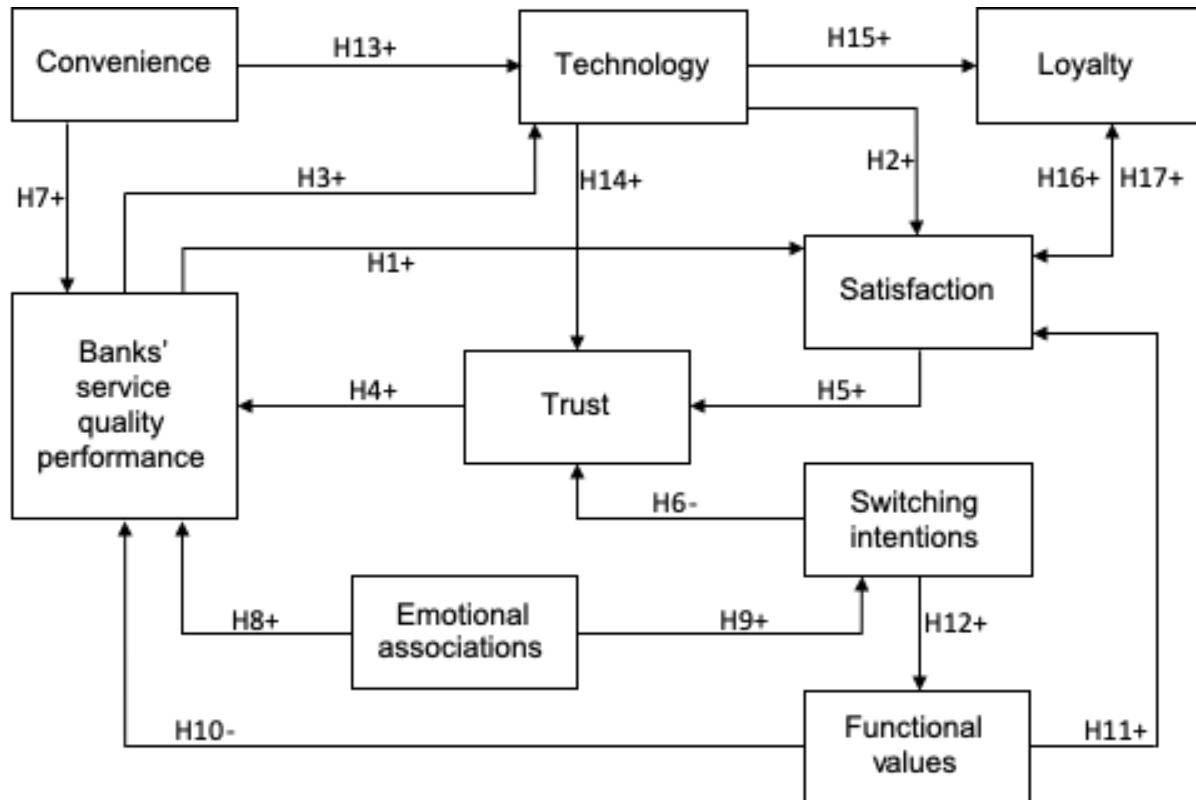 Convenience
H13+
Technology
H15+
Loyalty
H7+
H3+
H14+
H2+
H16+
H17+
H1+
Satisfaction
Banks’
service
quality
performance
H4+
Trust
H5+
H6-
Switching
intentions
H8+
Emotional
associations
H9+
H12+
H10-
Functional
values
H11+